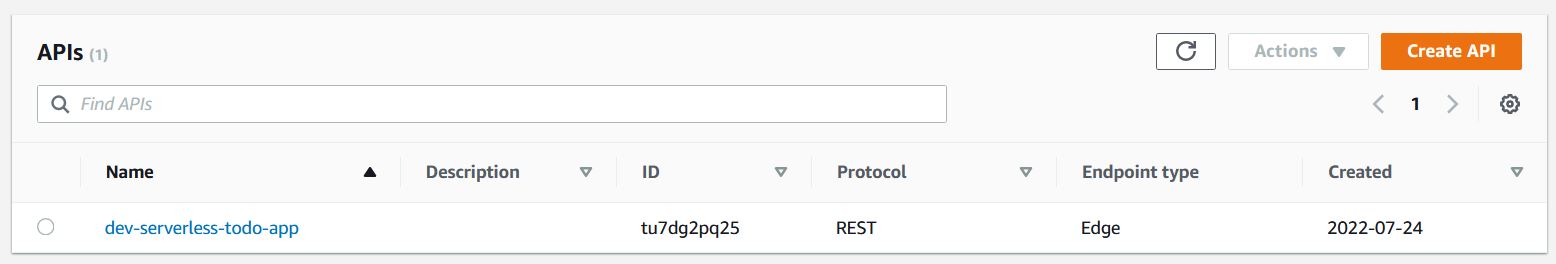 APIs (1)
Actions
Create API
Find APIs
1
Name Description ID Protocol Endpoint type Created
dev-serverless-todo-app tu7dg2pq25 REST Edge 2022-07-24